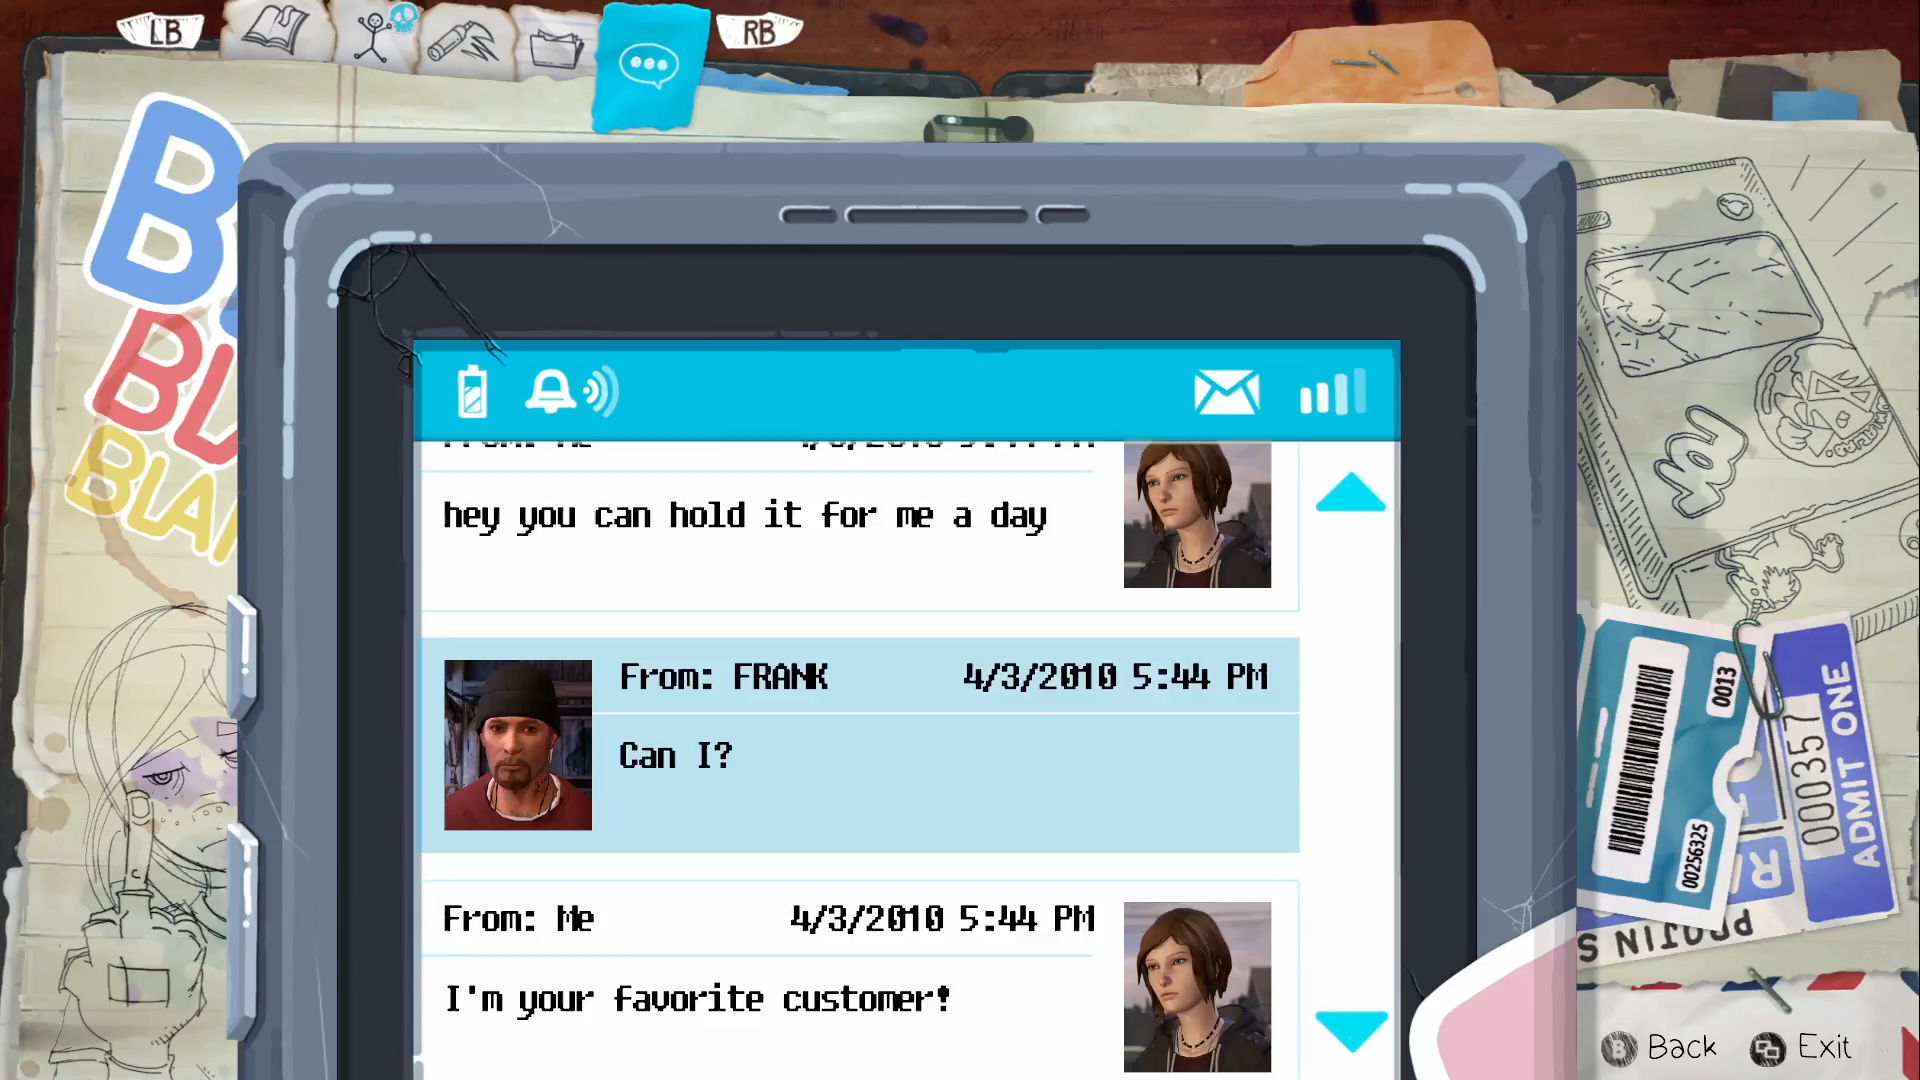 LB
RB
hey you can hold it for me a day
From: FRANK 4/3/2010 5:44 PM
Can I?
From: Me 4/3/2010 5:44 PM
I'm your favorite customer!
0013
00256325
000357
ADMIT ONE
Back
Exit